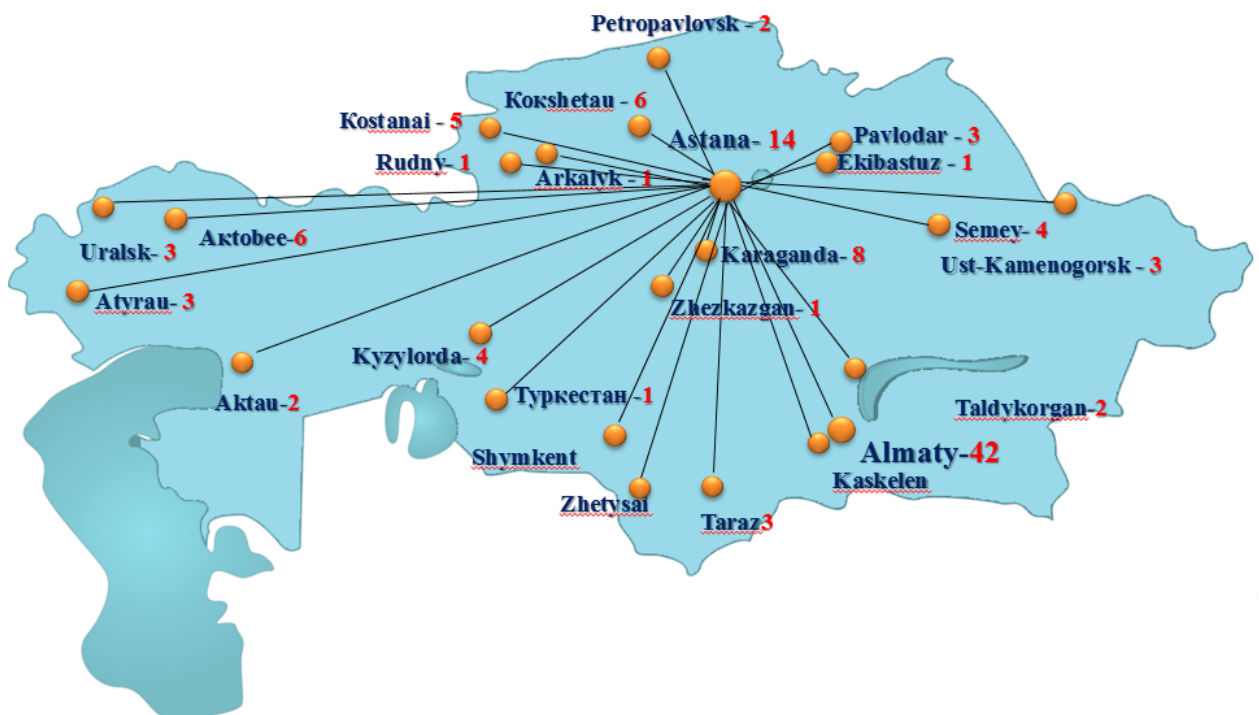 Petropavlovsk - 2
Кокshetau - 6
Kostanai - 5
Astana- 14
Pavlodar - 3
Rudny- 1
Arkalyk - 1
Ekibastuz - 1
Uralsk- 3
Актоbee-6
Semey- 4
Karaganda- 8
Ust-Kamenogorsk - 3
Atyrau- 3
Zhezkazgan- 1
Kyzylorda- 4
Aktau-2
Туркестан -1
Taldykorgan-2
Shymkent
Almaty-42
Kaskelen
Zhetysai
Taraz3